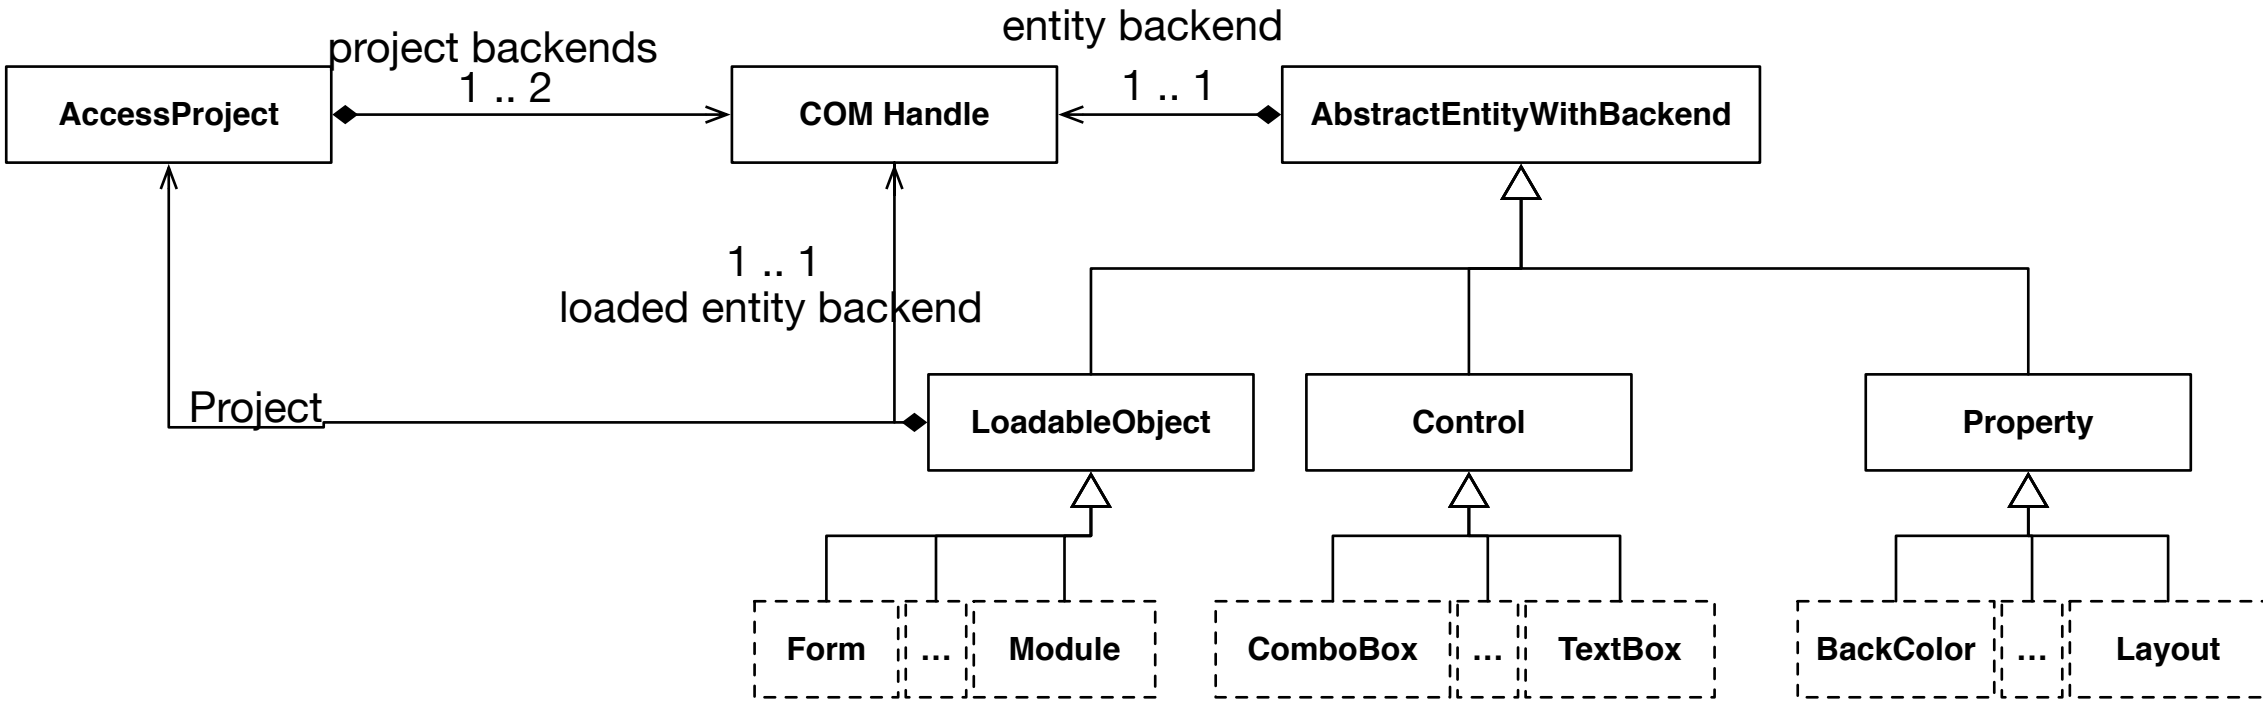 project backends
1 .. 2
entity backend
1 .. 1
AccessProject
COM Handle
AbstractEntityWithBackend
1 .. 1
loaded entity backend
Project
LoadableObject
Control
Property
Form
...
Module
ComboBox
...
TextBox
BackColor
...
Layout